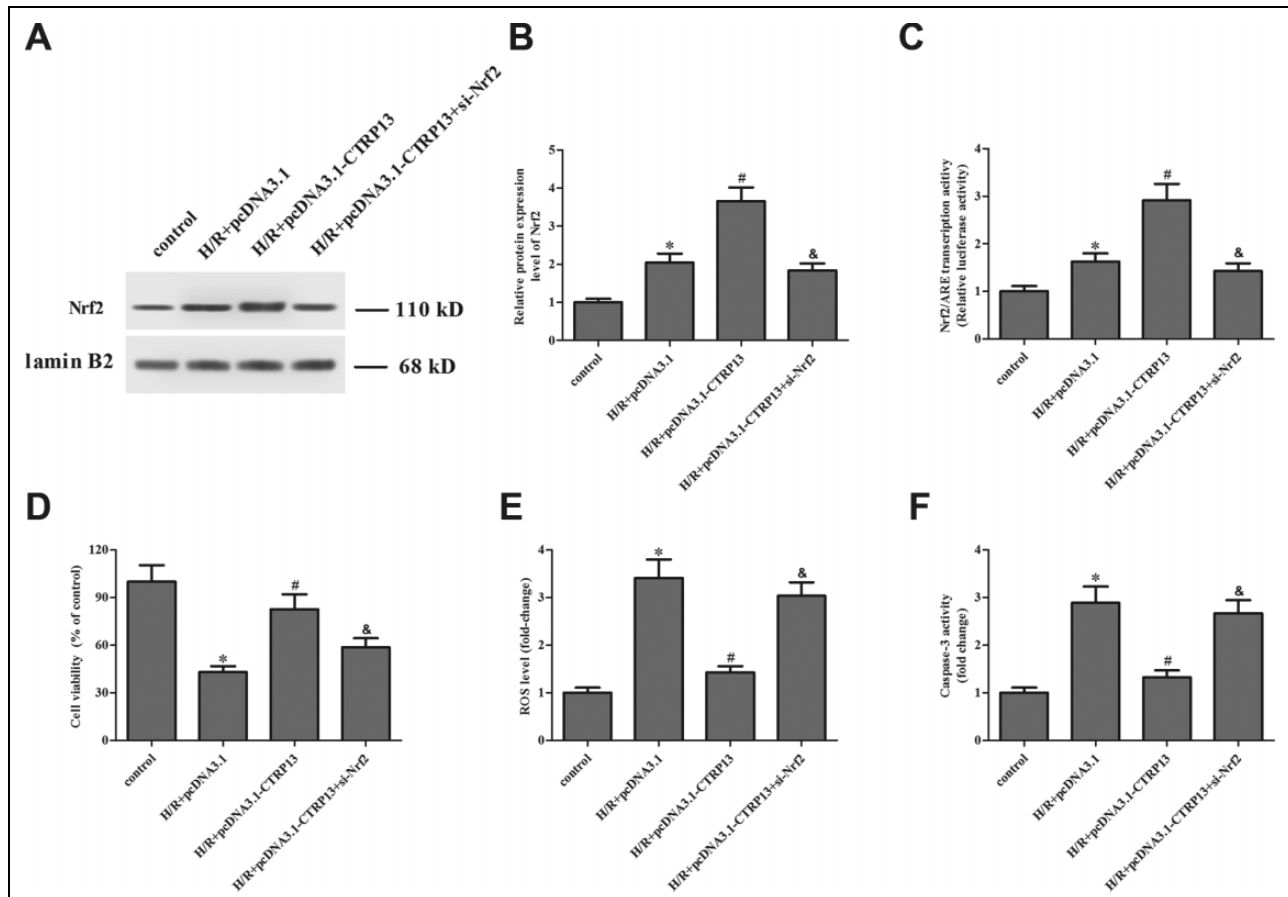 A
control
H/R+pcDNA3.1
H/R+pcDNA3.1-CTRP13
H/R+pcDNA3.1-CTRP13+si-Nrf2
Nrf2
110 kD
lamin B2
68 kD
B
Relative protein expression
level of Nrf2
5
4
3
2
1
0
control
H/R+pcDNA3.1
H/R+pcDNA3.1-CTRP13
H/R+pcDNA3.1-CTRP13+si-Nrf2
*
#
&
C
Nrf2/ARE transcription acitivy
(Relative luciferase activity)
4
3
2
1
0
control
H/R+pcDNA3.1
H/R+pcDNA3.1-CTRP13
H/R+pcDNA3.1-CTRP13+si-Nrf2
*
#
&
D
Cell viability (% of control)
120
90
60
30
0
control
H/R+pcDNA3.1
H/R+pcDNA3.1-CTRP13
H/R+pcDNA3.1-CTRP13+si-Nrf2
*
#
&
E
ROS level (fold-change)
4
3
2
1
0
control
H/R+pcDNA3.1
H/R+pcDNA3.1-CTRP13
H/R+pcDNA3.1-CTRP13+si-Nrf2
*
#
&
F
Caspase-3 activity
(fold change)
4
3
2
1
0
control
H/R+pcDNA3.1
H/R+pcDNA3.1-CTRP13
H/R+pcDNA3.1-CTRP13+si-Nrf2
*
#
&